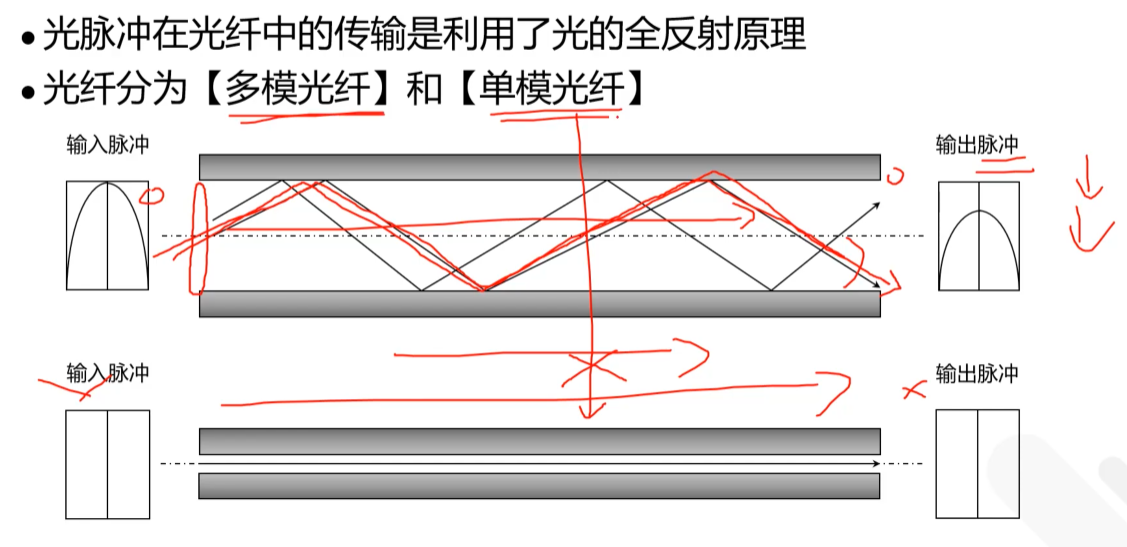 • 光脉冲在光纤中的传输是利用了光的全反射原理
• 光纤分为【多模光纤】和【单模光纤】
输入脉冲
输出脉冲
输入脉冲
输出脉冲